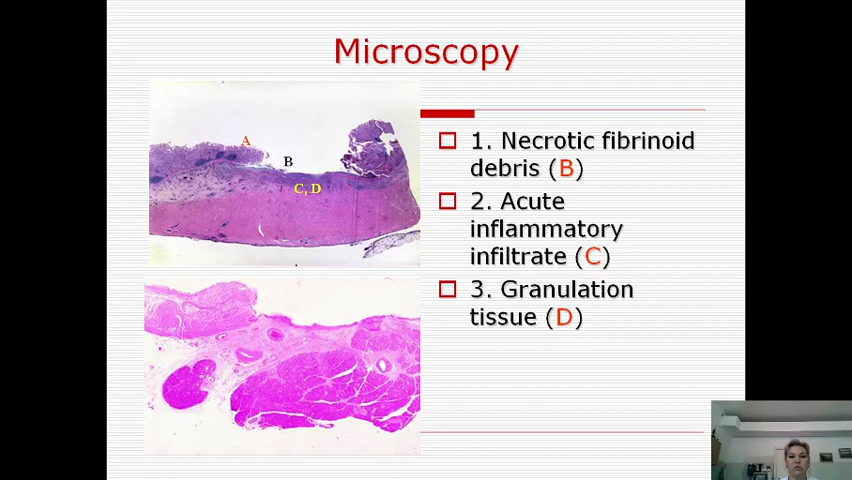 Microscopy
A
B
C, D
1. Necrotic fibrinoid
debris (B)
2. Acute
inflammatory
infiltrate (C)
3. Granulation
tissue (D)